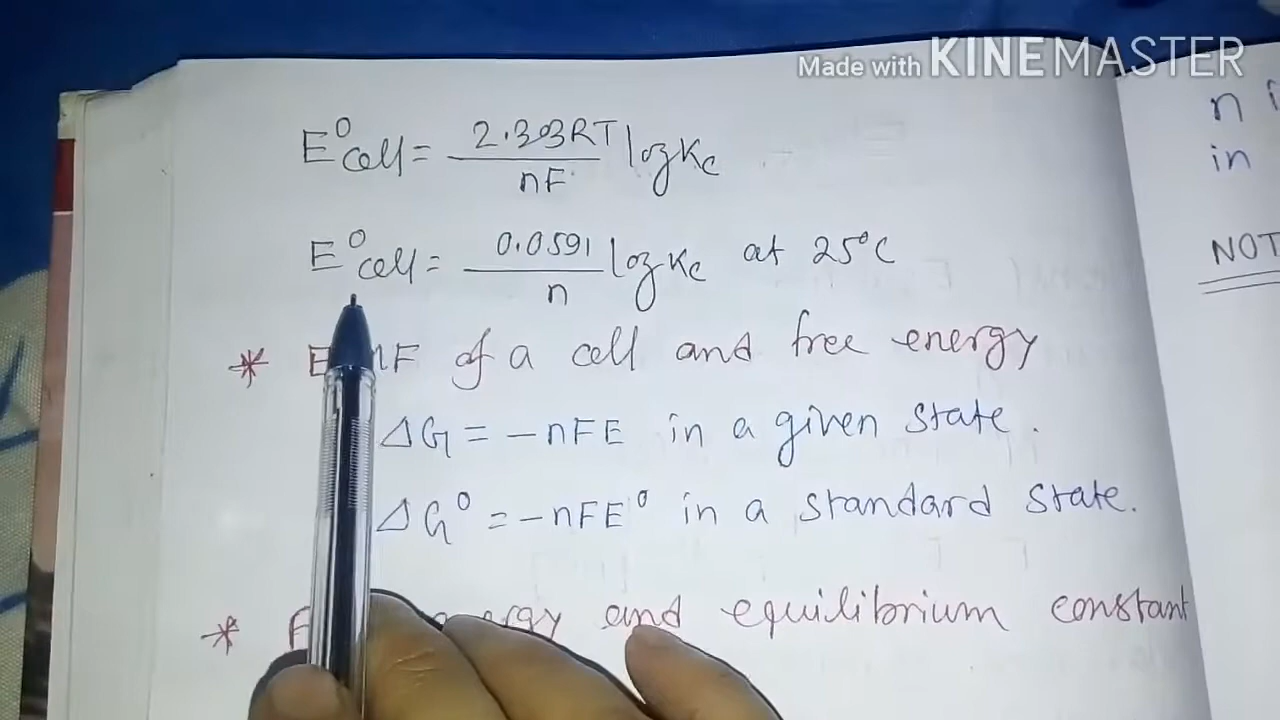 Made with KINEMASTER
E°cell = 2.303RT/nF log Kc
E°cell = 0.0591/n log Kc at 25°C
* of a cell and free energy
ΔG = -nFE in a given state.
ΔG° = -nFE° in a standard state.
* and equilibrium constant
n
in
NOT